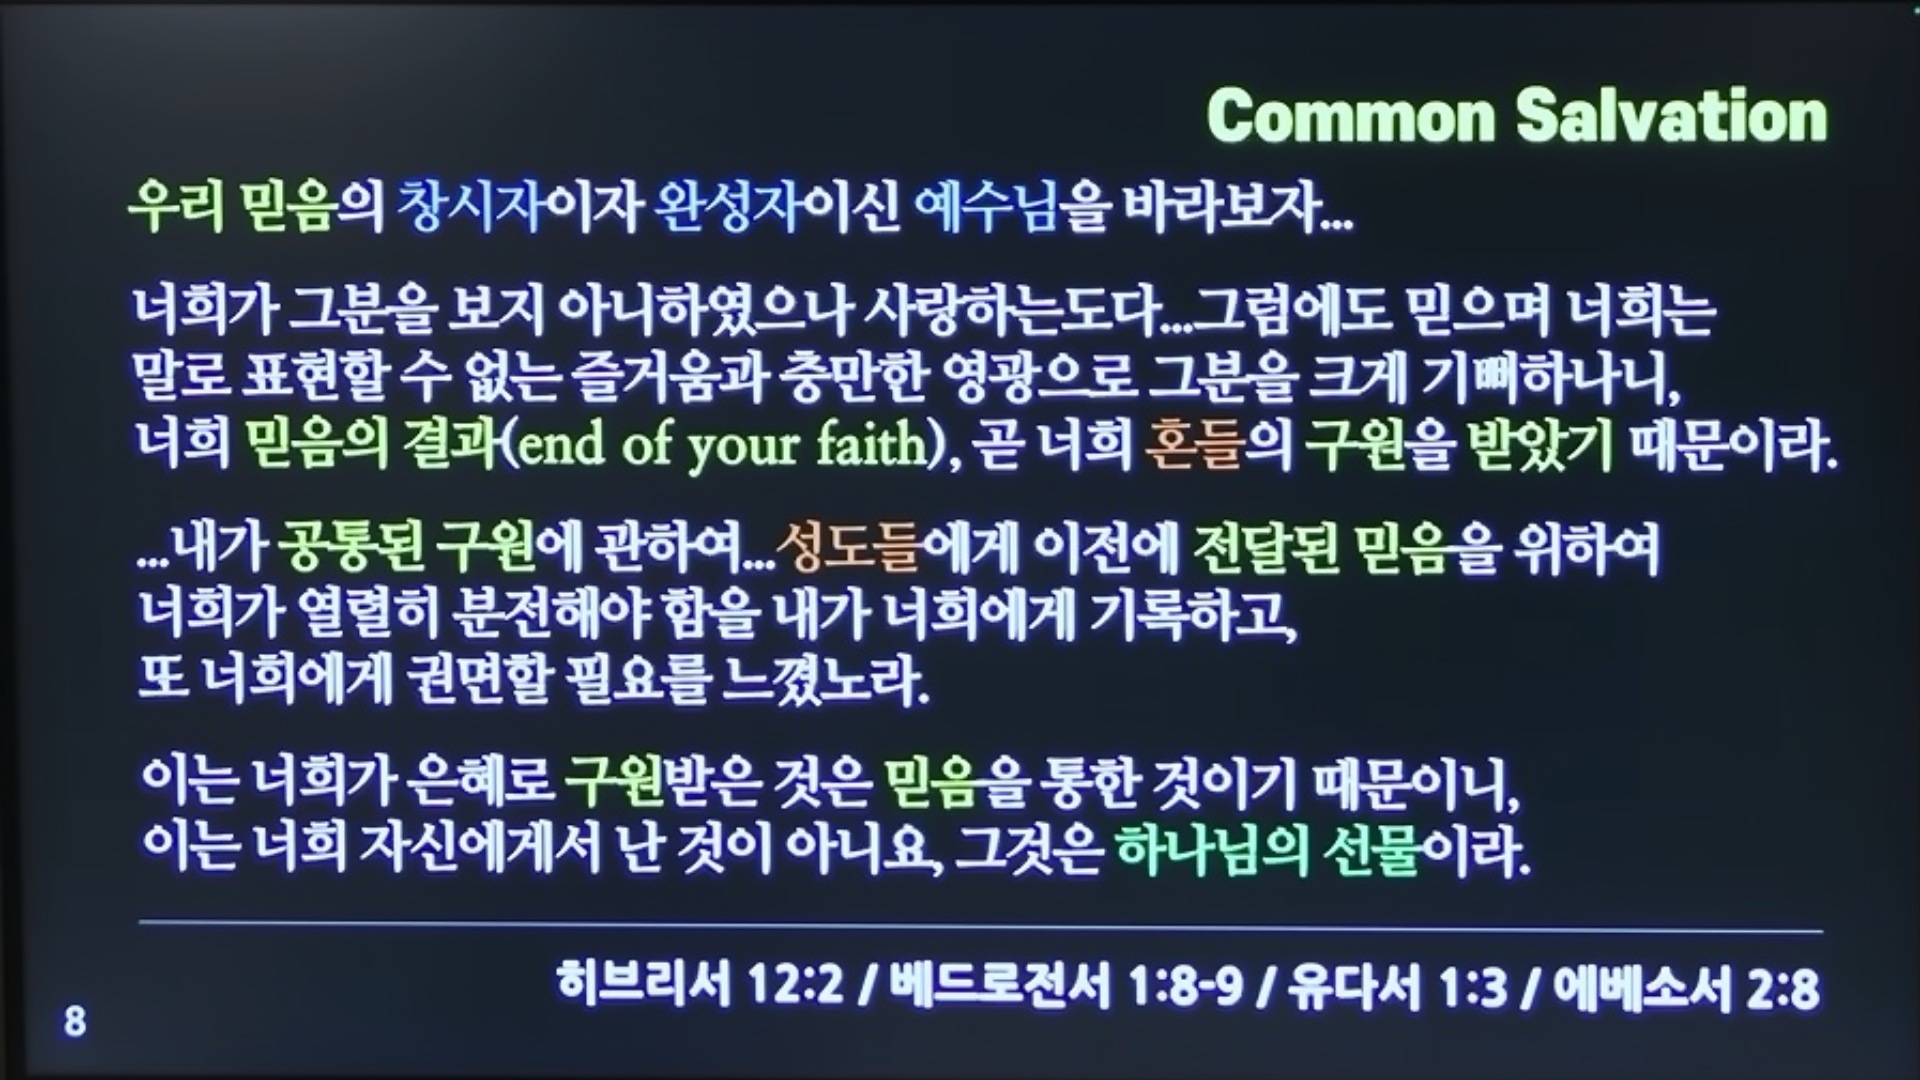 Common Salvation
우리 믿음의 창시자이자 완성자이신 예수님을 바라보자...
너희가 그분을 보지 아니하였으나 사랑하는도다...그럼에도 믿으며 너희는
말로 표현할 수 없는 즐거움과 충만한 영광으로 그분을 크게 기뻐하나니,
너희 믿음의 결과(end of your faith), 곧 너희 혼들의 구원을 받았기 때문이라.
...내가 공통된 구원에 관하여...성도들에게 이전에 전달된 믿음을 위하여
너희가 열렬히 분전해야 함을 내가 너희에게 기록하고,
또 너희에게 권면할 필요를 느꼈노라.
이는 너희가 은혜로 구원받은 것은 믿음을 통한 것이기 때문이니,
이는 너희 자신에게서 난 것이 아니요, 그것은 하나님의 선물이라.
히브리서 12:2 / 베드로전서 1:8-9 / 유다서 1:3 / 에베소서 2:8
8